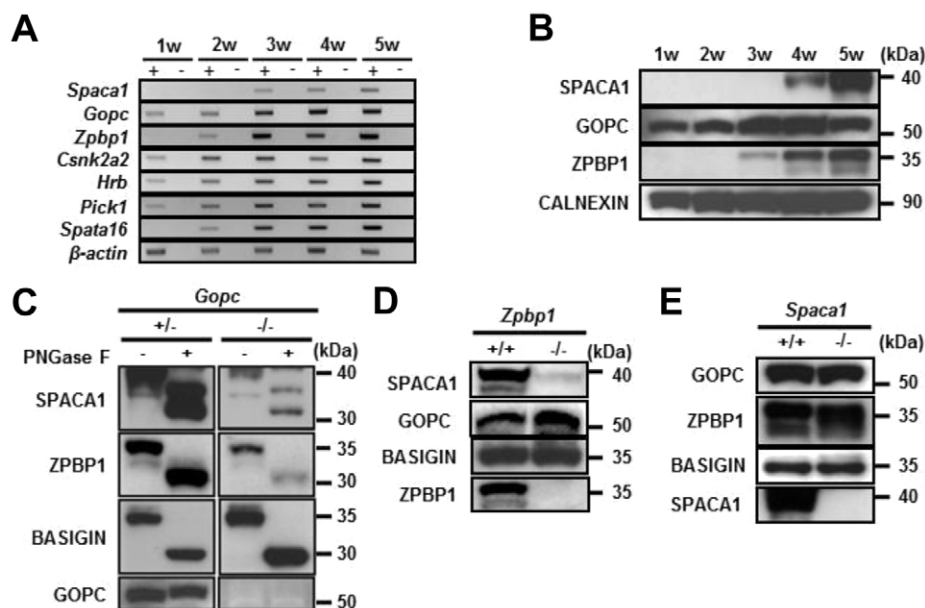 A
1w 2w 3w 4w 5w
+ - + - + - + - + -
Spaca1
Gopc
Zpbp1
Csnk2a2
Hrb
Pick1
Spata16
β-actin
B
1w 2w 3w 4w 5w (kDa)
SPACA1 40
GOPC 50
ZPBP1 35
CALNEXIN 90
C
Gopc
+/- -/-
PNGase F - + - + (kDa)
SPACA1 40
30
ZPBP1 35
30
BASIGIN 35
30
GOPC 50
D
Zpbp1
+/+ -/- (kDa)
SPACA1 40
GOPC 50
BASIGIN 35
ZPBP1 35
E
Spaca1
+/+ -/- (kDa)
GOPC 50
ZPBP1 35
BASIGIN 35
SPACA1 40